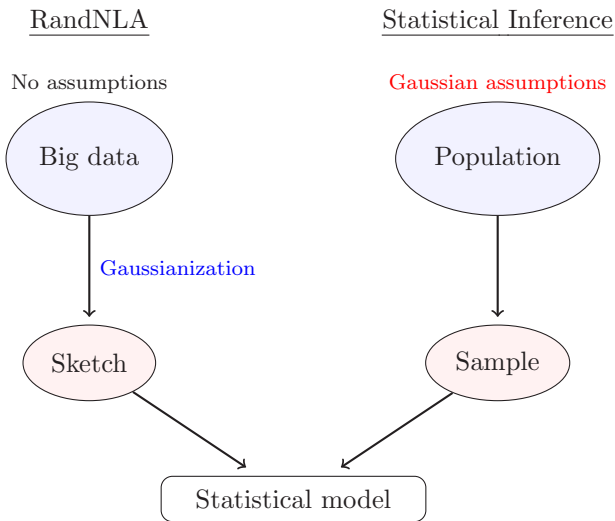 RandNLA
Statistical Inference
No assumptions
Gaussian assumptions
Big data
Population
Gaussianization
Sketch
Sample
Statistical model